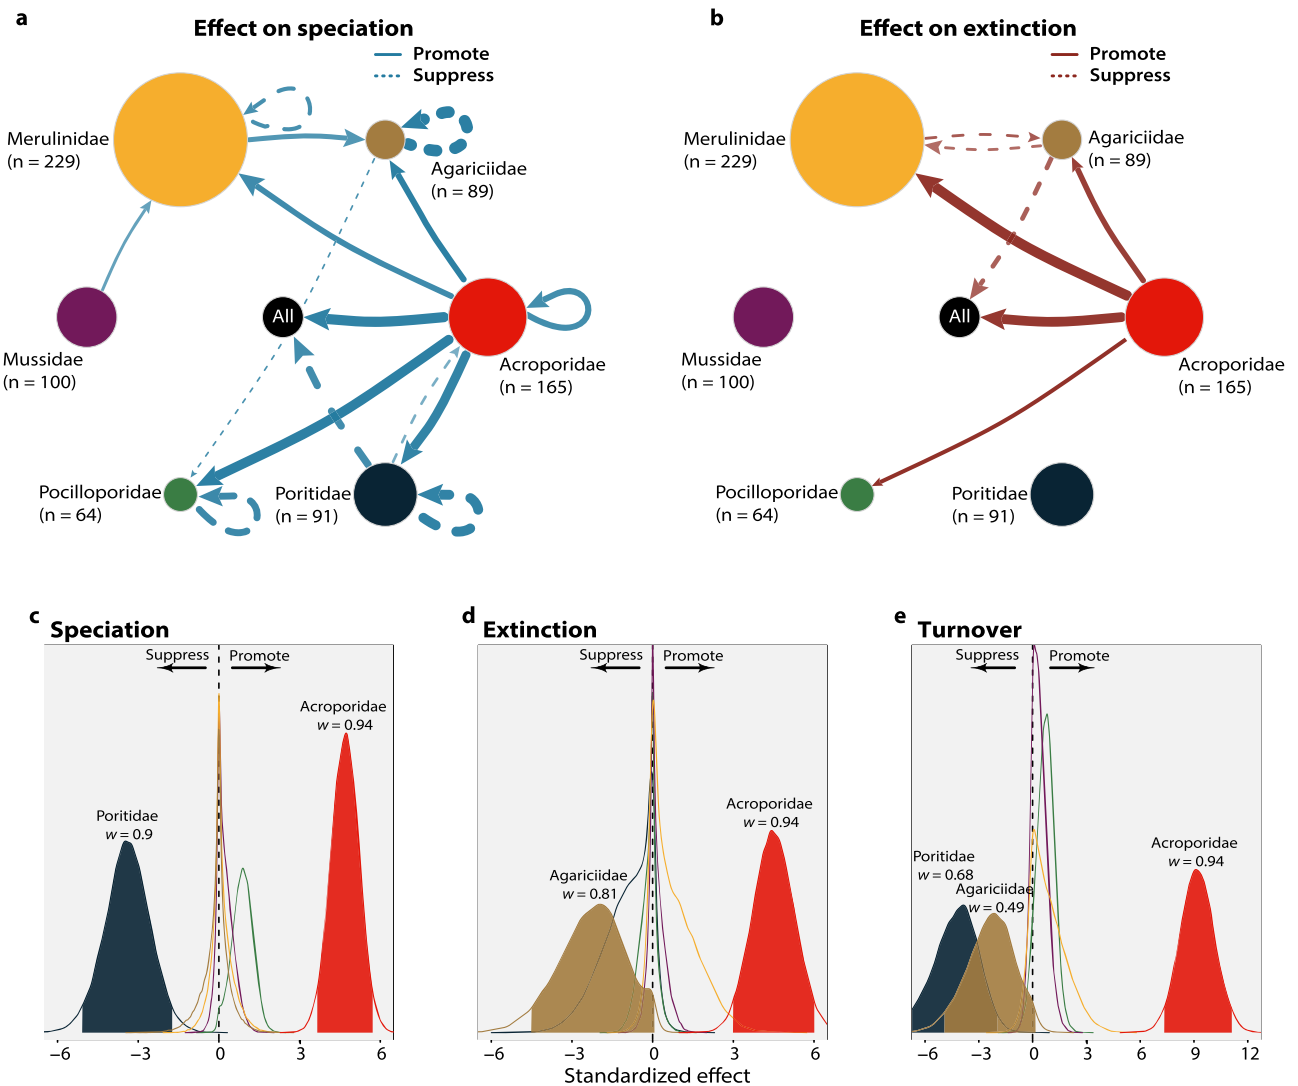 a
Effect on speciation
Promote
Suppress
Merulinidae
(n = 229)
Agariciidae
(n = 89)
Mussidae
(n = 100)
All
Acroporidae
(n = 165)
Pocilloporidae
(n = 64)
Poritidae
(n = 91)
b
Effect on extinction
Promote
Suppress
Merulinidae
(n = 229)
Agariciidae
(n = 89)
Mussidae
(n = 100)
All
Acroporidae
(n = 165)
Pocilloporidae
(n = 64)
Poritidae
(n = 91)
c
Speciation
Suppress
Promote
Acroporidae
w = 0.94
Poritidae
w = 0.9
−6 −3 0 3 6
d
Extinction
Suppress
Promote
Acroporidae
w = 0.94
Agariciidae
w = 0.81
−6 −3 0 3 6
Standardized effect
e
Turnover
Suppress
Promote
Acroporidae
w = 0.94
Poritidae
w = 0.68
Agariciidae
w = 0.49
−6 −3 0 3 6 9 12